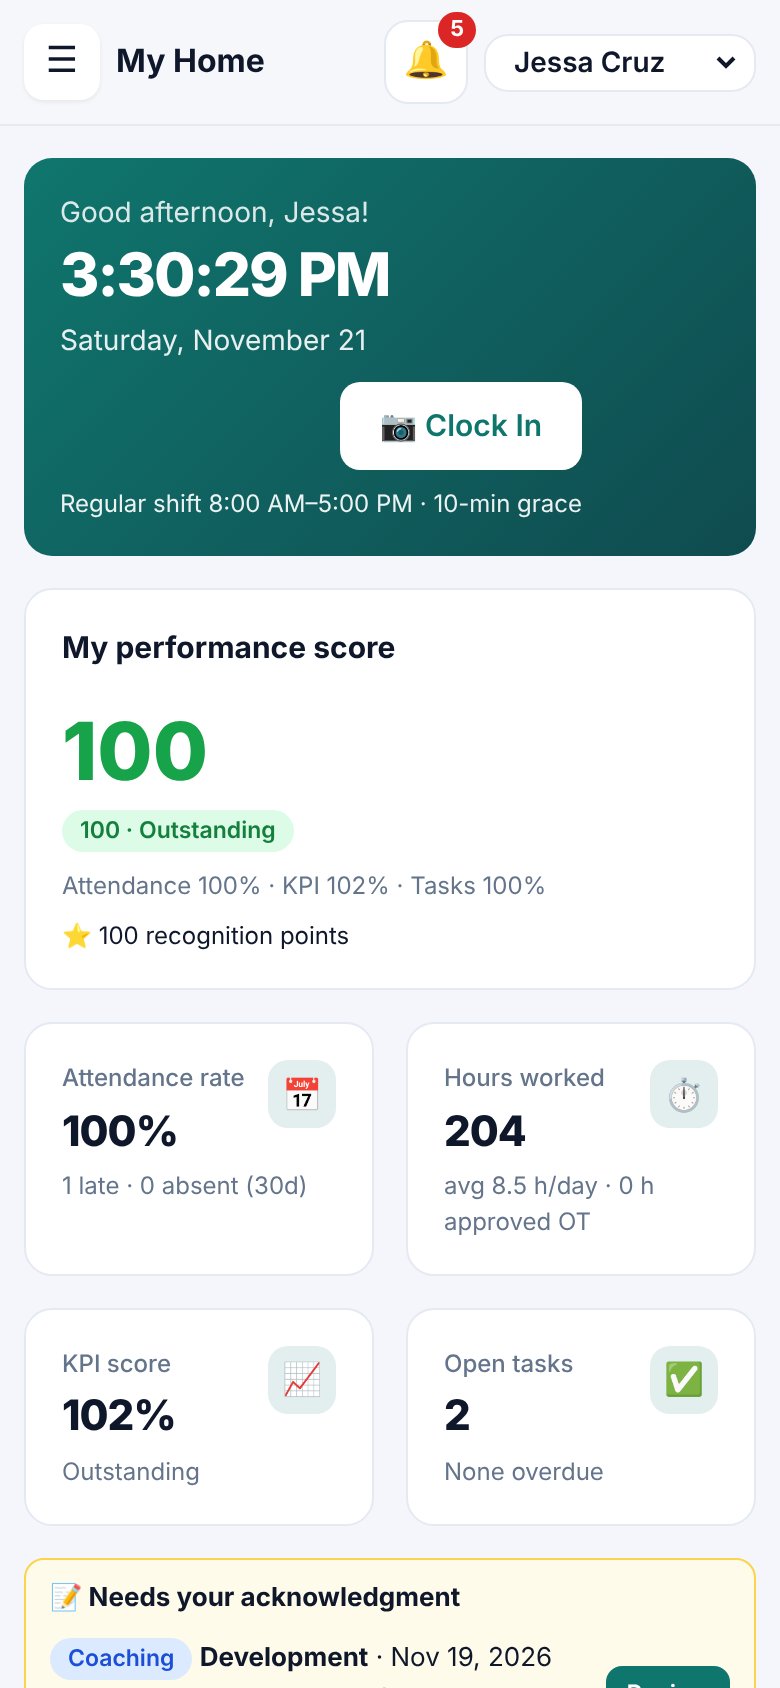 My Home
5
Jessa Cruz
Good afternoon, Jessa!
3:30:29 PM
Saturday, November 21
Clock In
Regular shift 8:00 AM–5:00 PM · 10-min grace
My performance score
100
100 · Outstanding
Attendance 100% · KPI 102% · Tasks 100%
100 recognition points
Attendance rate
July
17
100%
1 late · 0 absent (30d)
Hours worked
204
avg 8.5 h/day · 0 h
approved OT
KPI score
102%
Outstanding
Open tasks
2
None overdue
Needs your acknowledgment
Coaching Development · Nov 19, 2026